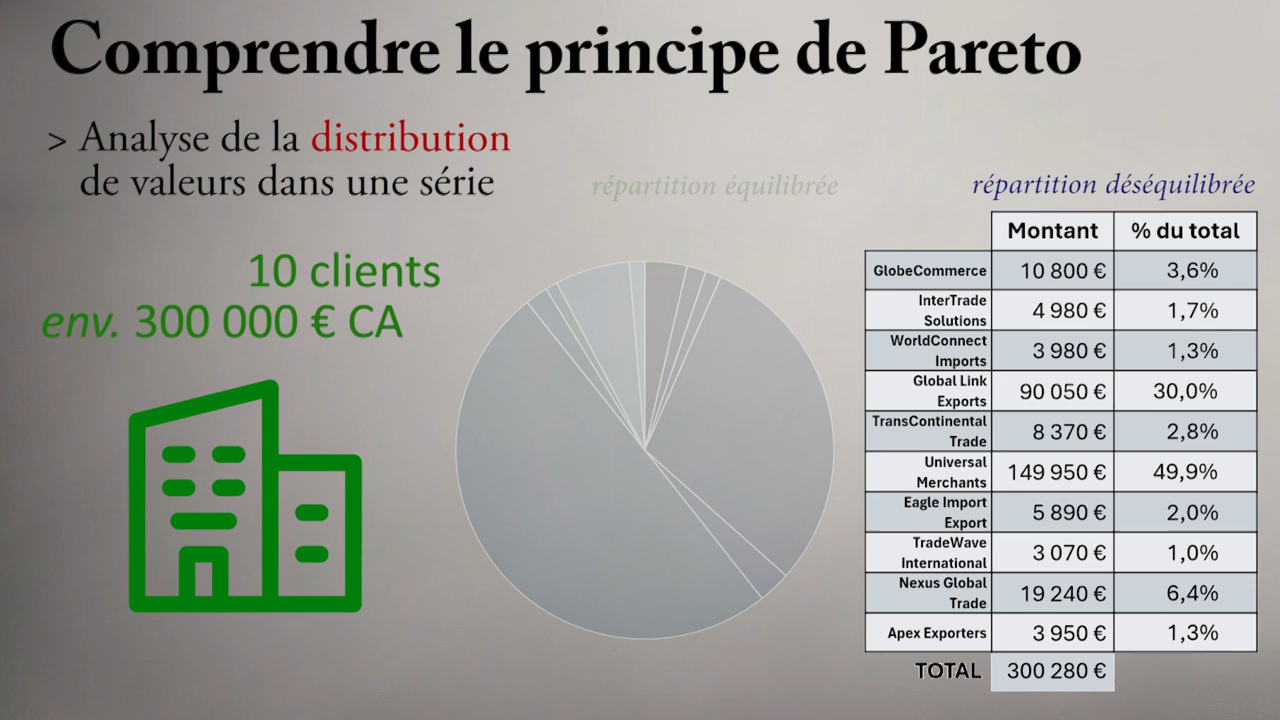 Comprendre le principe de Pareto
> Analyse de la distribution
de valeurs dans une série
répartition équilibrée
répartition déséquilibrée
10 clients
env. 300 000 € CA
Montant % du total
GlobeCommerce 10 800 € 3,6%
InterTrade
Solutions 4 980 € 1,7%
WorldConnect
Imports 3 980 € 1,3%
Global Link
Exports 90 050 € 30,0%
TransContinental
Trade 8 370 € 2,8%
Universal
Merchants 149 950 € 49,9%
Eagle Import
Export 5 890 € 2,0%
TradeWave
International 3 070 € 1,0%
Nexus Global
Trade 19 240 € 6,4%
Apex Exporters 3 950 € 1,3%
TOTAL 300 280 €